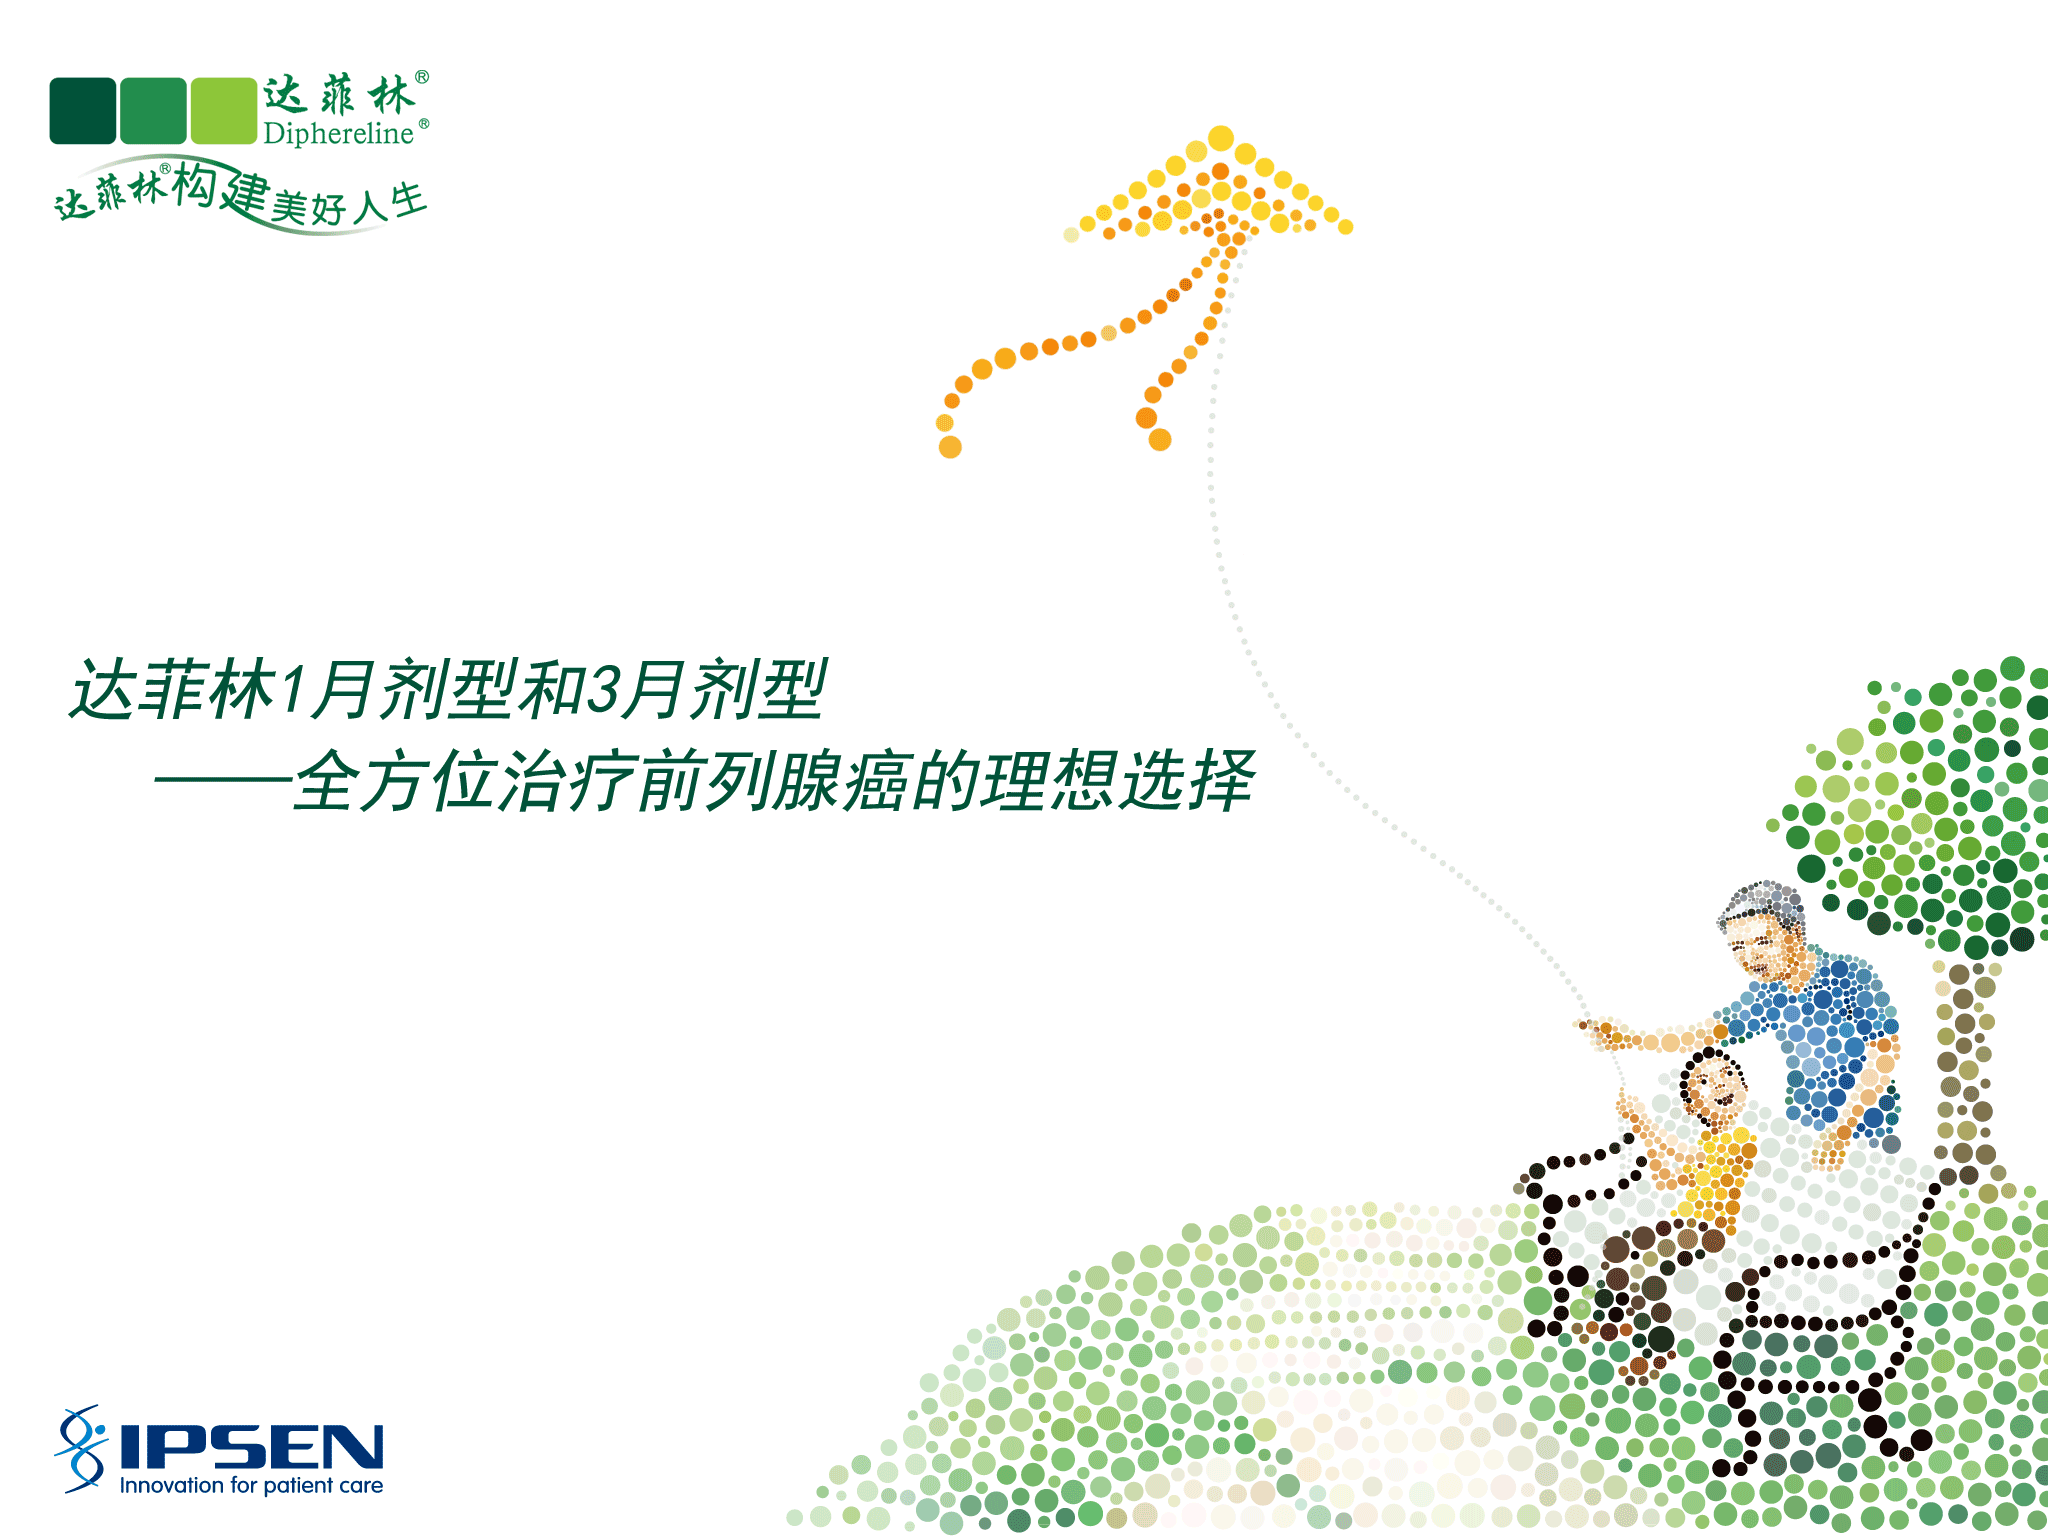 达菲林®
Diphereline®
达菲林®构建美好人生
达菲林1月剂型和3月剂型
——全方位治疗前列腺癌的理想选择
IPSEN
Innovation for patient care